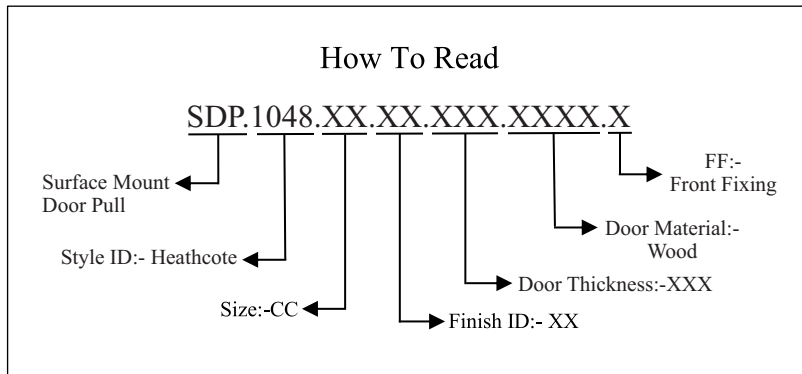 How To Read
SDP.1048.XX.XX.XXX.XXXX.X
FF:-
Front Fixing
Surface Mount
Door Pull
Door Material:-
Wood
Style ID:- Heathcote
Door Thickness:-XXX
Size:-CC
Finish ID:- XX